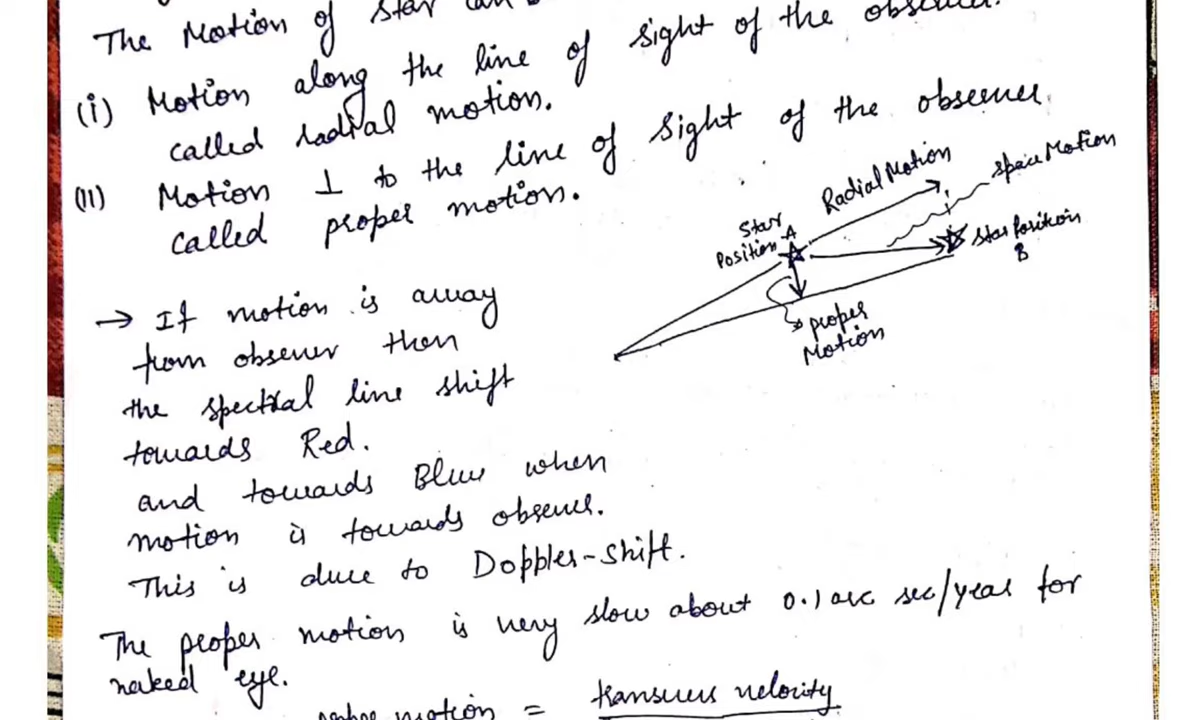 The Motion of Star can
(i) Motion along the line of sight of the observer.
called radial motion.
(II) Motion ⊥ to the line of sight of the observer.
called proper motion.
Star
Position A
Radial Motion
Space Motion
Star Position
B
proper
Motion
→ If motion is away
from observer then
the spectral line shift
towards Red.
and towards Blue when
motion is towards observer.
This is due to Doppler-Shift.
The proper motion is very slow about 0.1 arc sec/year for
naked eye.
motion = transvers velocity